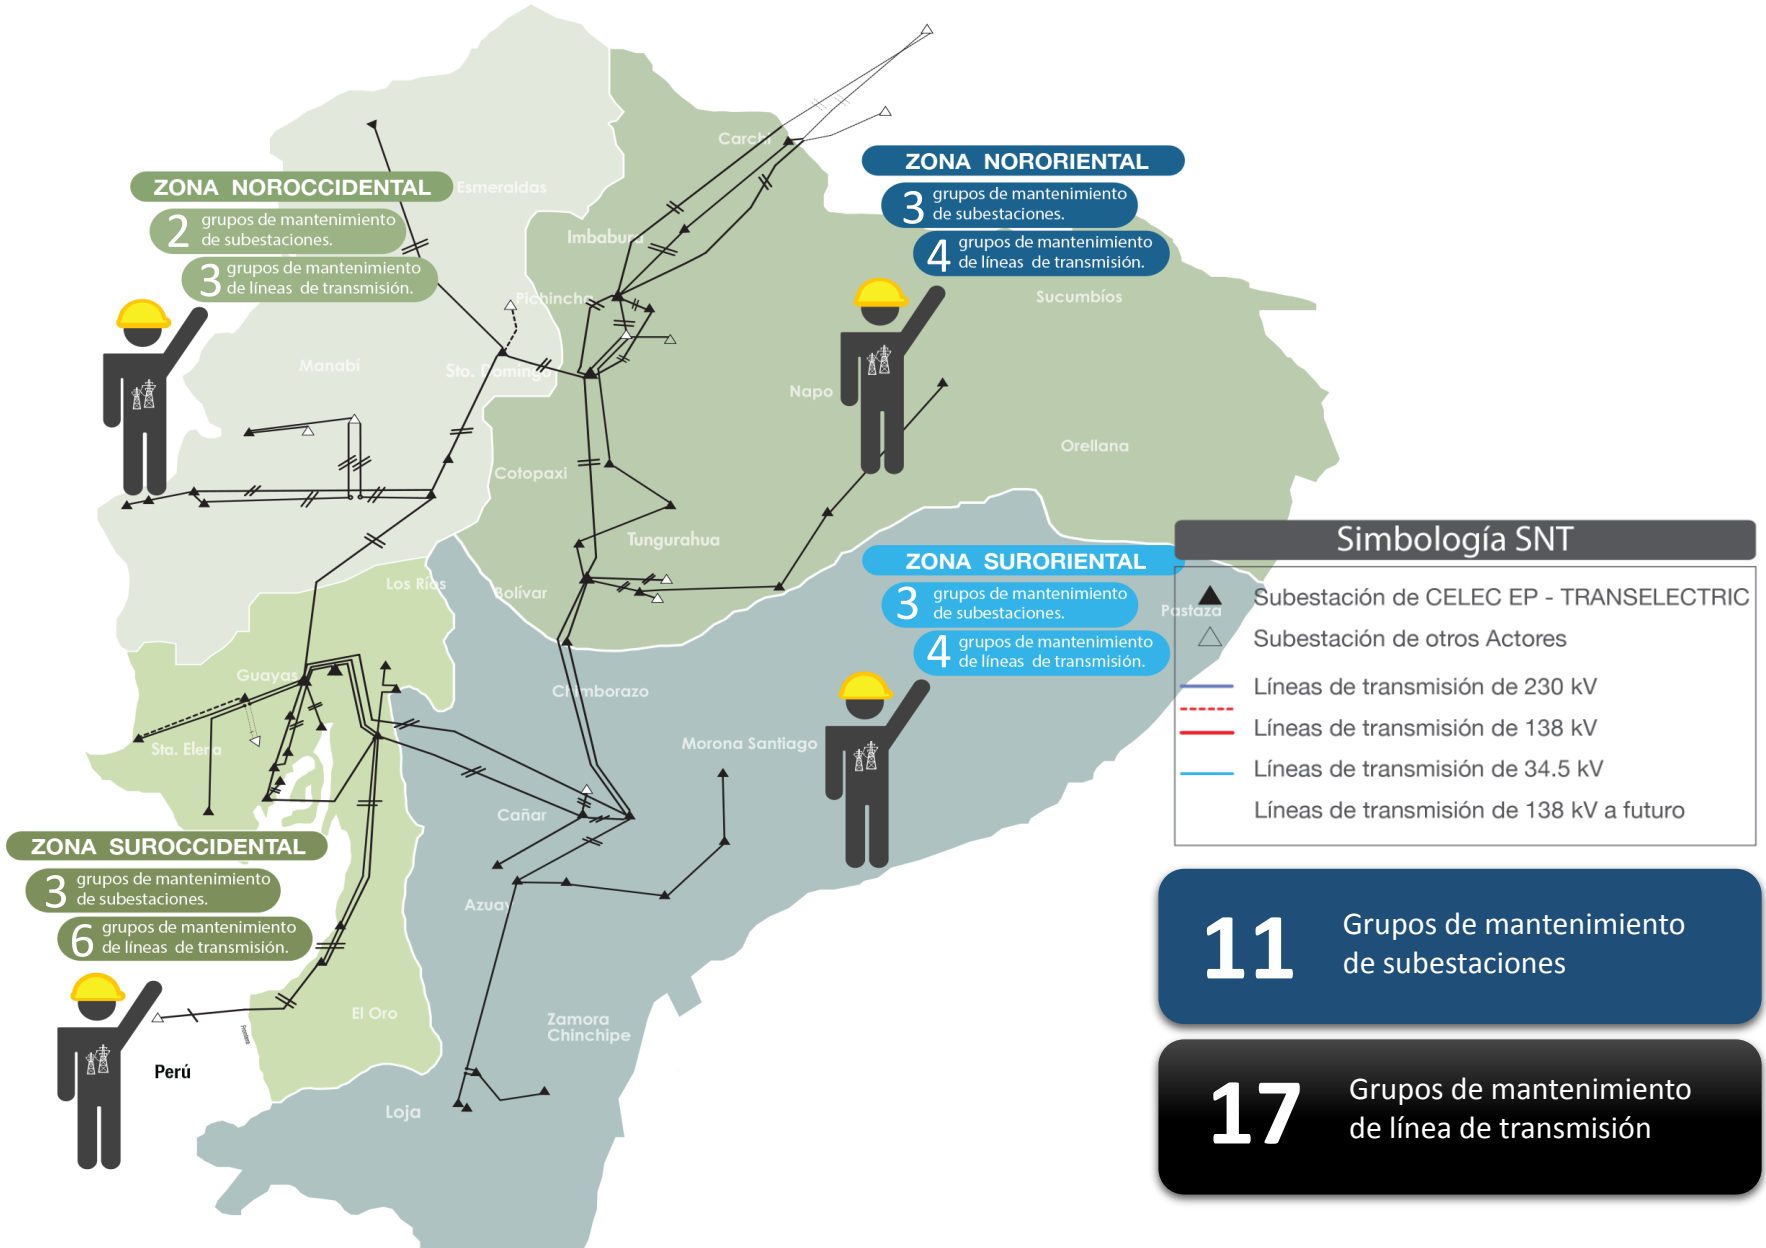 Carchi
ZONA NORORIENTAL
3 grupos de mantenimiento
de subestaciones.
4 grupos de mantenimiento
de líneas de transmisión.
ZONA NOROCCIDENTAL
2 grupos de mantenimiento
de subestaciones.
3 grupos de mantenimiento
de líneas de transmisión.
Esmeraldas
Imbabura
Pichincha
Sucumbíos
Manabí
Sto. Domingo
Napo
Orellana
Cotopaxi
Tungurahua
Bolívar
Los Ríos
ZONA SURORIENTAL
3 grupos de mantenimiento
de subestaciones.
4 grupos de mantenimiento
de líneas de transmisión.
Pastaza
Simbología SNT
Subestación de CELEC EP - TRANSELECTRIC
Subestación de otros Actores
Líneas de transmisión de 230 kV
Líneas de transmisión de 138 kV
Líneas de transmisión de 34.5 kV
Líneas de transmisión de 138 kV a futuro
Guayas
Chimborazo
Sta. Elena
Morona Santiago
Cañar
ZONA SUROCCIDENTAL
3 grupos de mantenimiento
de subestaciones.
6 grupos de mantenimiento
de líneas de transmisión.
Azuay
El Oro
Frontera
Zamora
Chinchipe
Perú
Loja
11 Grupos de mantenimiento
de subestaciones
17 Grupos de mantenimiento
de línea de transmisión